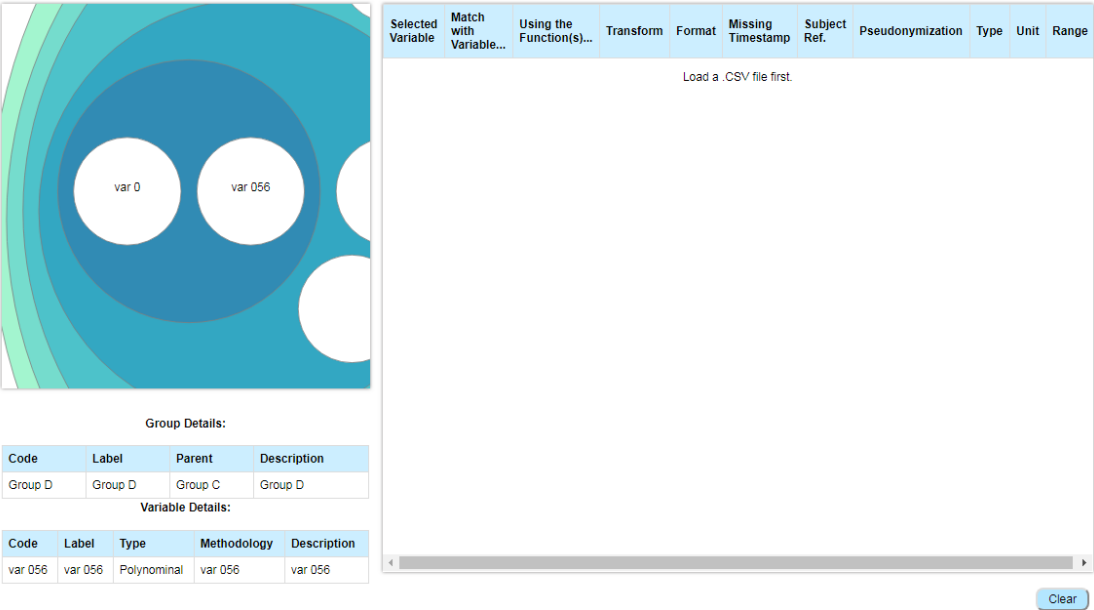 var 0
var 056
Group Details:
Code Label Parent Description
Group D Group D Group C Group D
Variable Details:
Code Label Type Methodology Description
var 056 var 056 Polynominal var 056 var 056
Selected Variable Match with Variable... Using the Function(s)... Transform Format Missing Timestamp Subject Ref. Pseudonymization Type Unit Range
Load a .CSV file first.
Clear